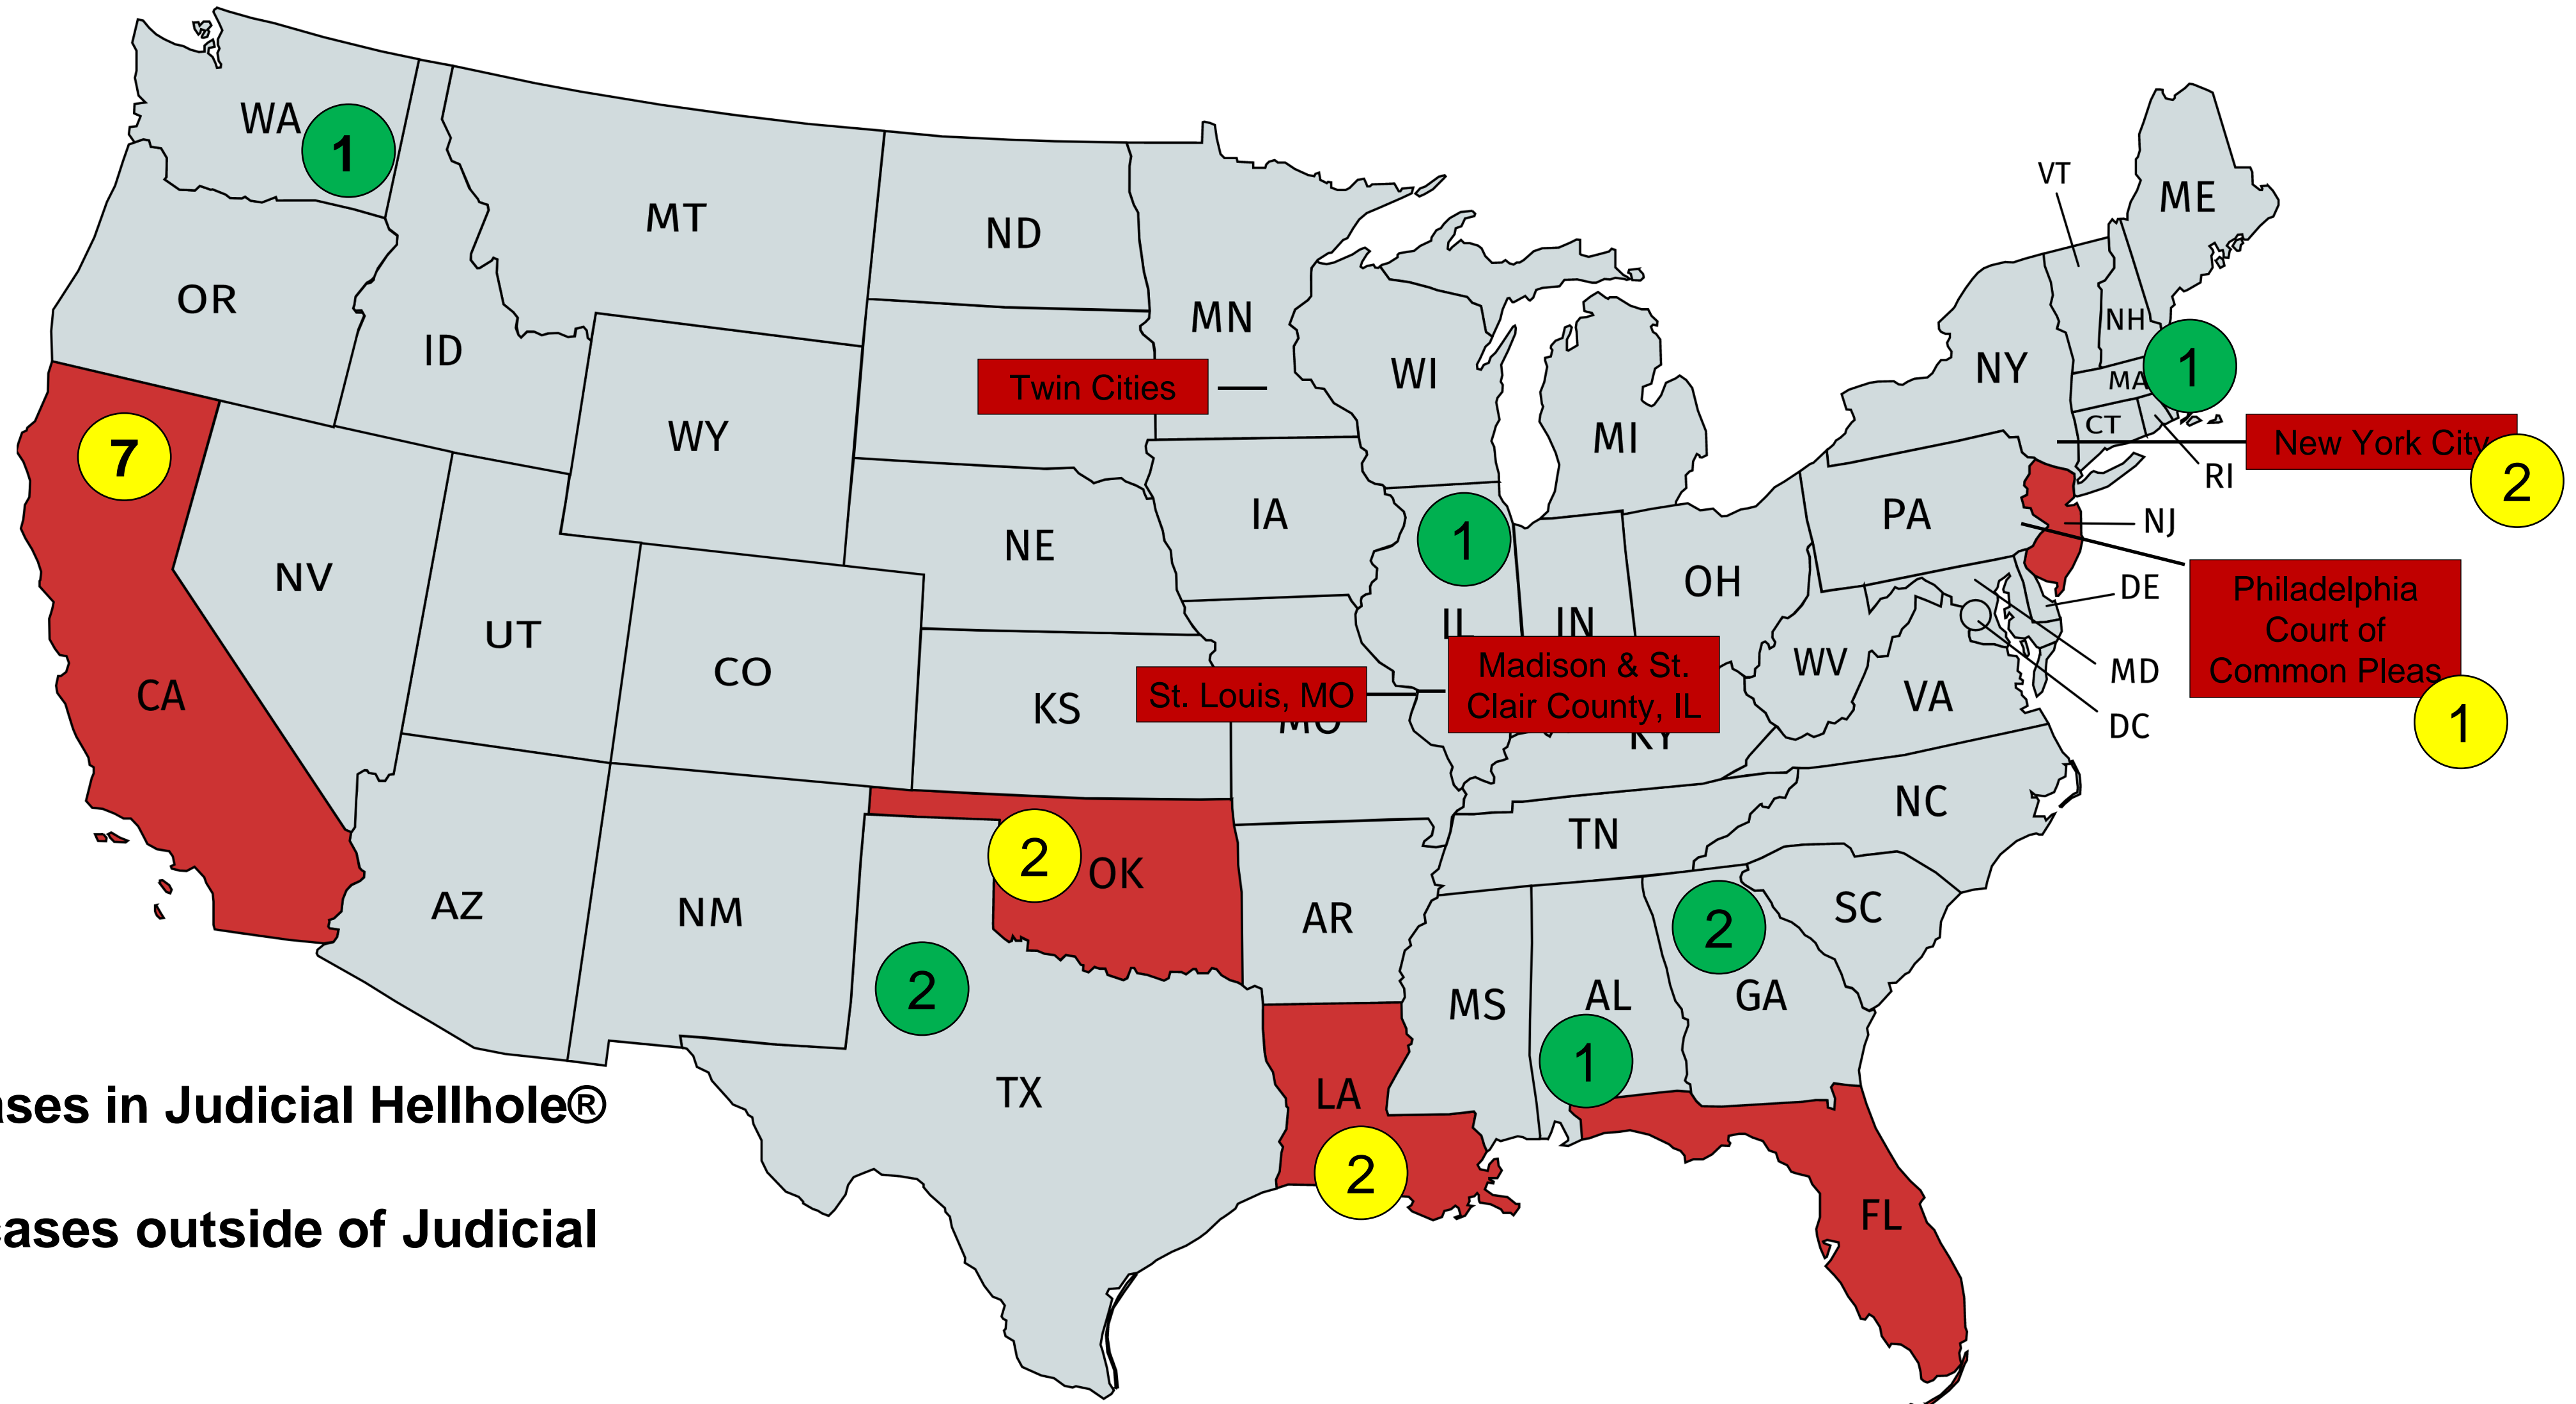 WA
1
MT
ND
MN
VT
ME
OR
ID
NH
1
NY
MA
WI
Twin Cities
WY
MI
CT
New York City
2
7
RI
IA
1
PA
NJ
NE
NV
OH
DE
Philadelphia
Court of
Common Pleas
1
IL
IN
UT
CO
KS
WV
MD
VA
DC
CA
St. Louis, MO
Madison & St.
Clair County, IL
MO
KY
NC
TN
2
OK
AZ
NM
AR
SC
2
GA
2
MS
AL
1
TX
LA
2
FL
ases in Judicial Hellhole®
cases outside of Judicial